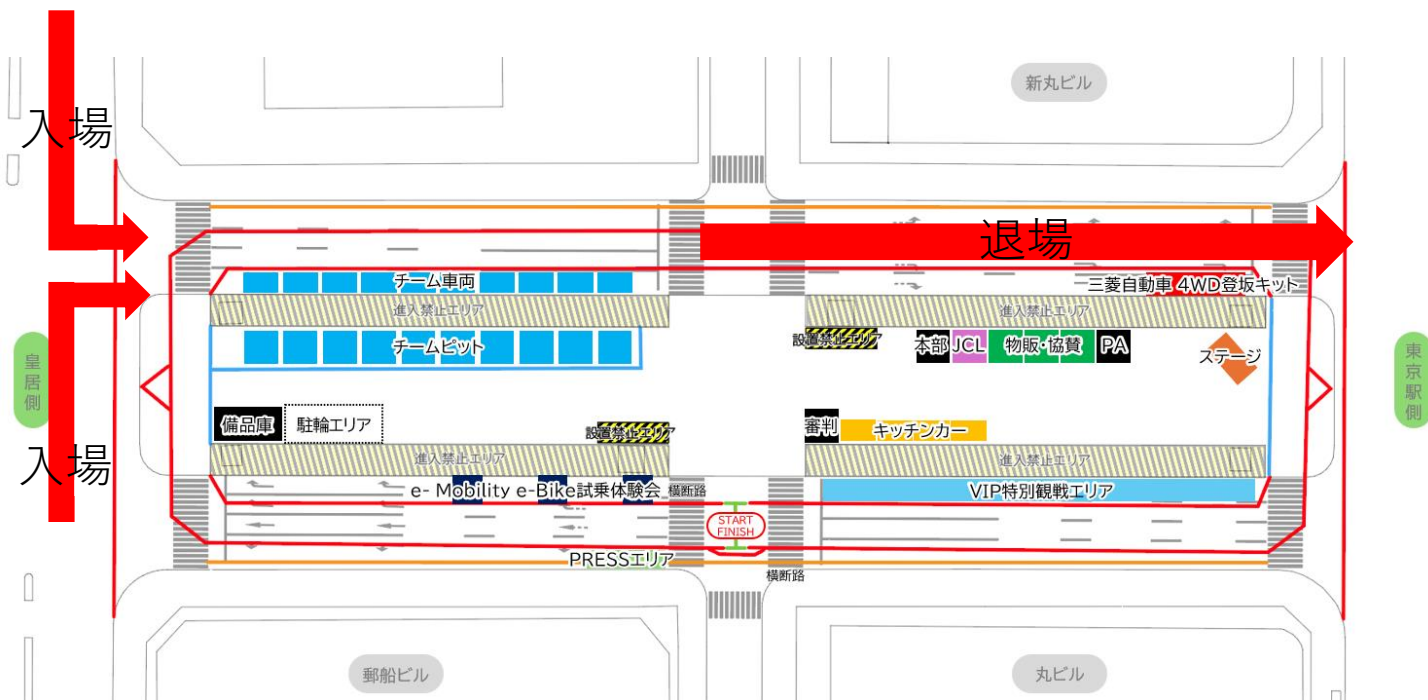 新丸ビル
入場
退場
チーム車両
三菱自動車 4WD登坂キット
進入禁止エリア
進入禁止エリア
チームピット
設置禁止エリア
本部
JCL
物販・協賛
PA
ステージ
皇居側
東京駅側
備品庫
駐輪エリア
設置禁止エリア
審判
キッチンカー
入場
進入禁止エリア
進入禁止エリア
e- Mobility e-Bike試乗体験会
横断路
VIP特別観戦エリア
START
FINISH
PRESSエリア
横断路
郵船ビル
丸ビル